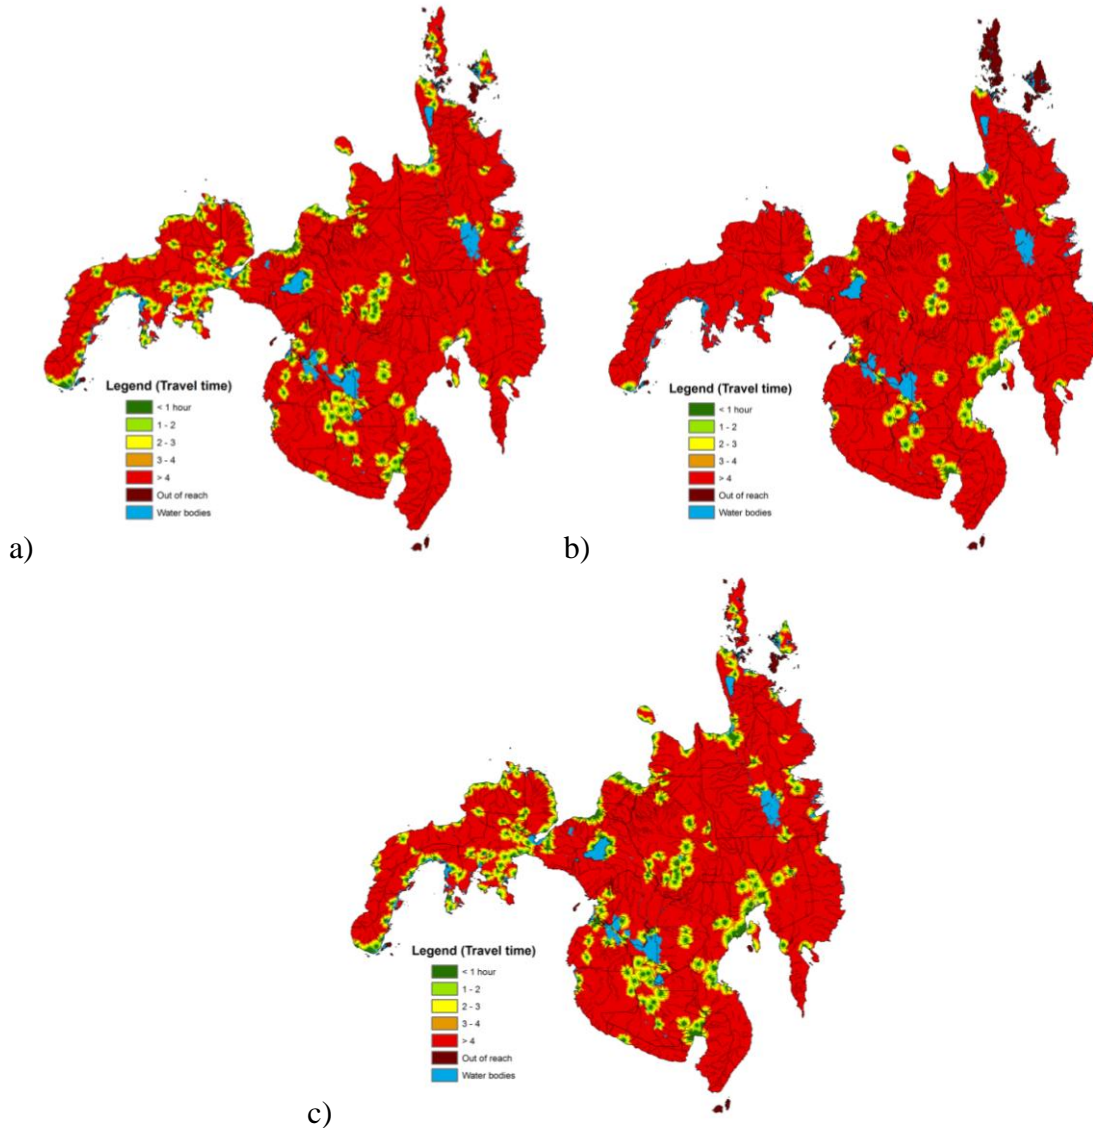 Legend (Travel time)
< 1 hour
1 - 2
2 - 3
3 - 4
> 4
Out of reach
Water bodies
a)
Legend (Travel time)
< 1 hour
1 - 2
2 - 3
3 - 4
> 4
Out of reach
Water bodies
b)
Legend (Travel time)
< 1 hour
1 - 2
2 - 3
3 - 4
> 4
Out of reach
Water bodies
c)